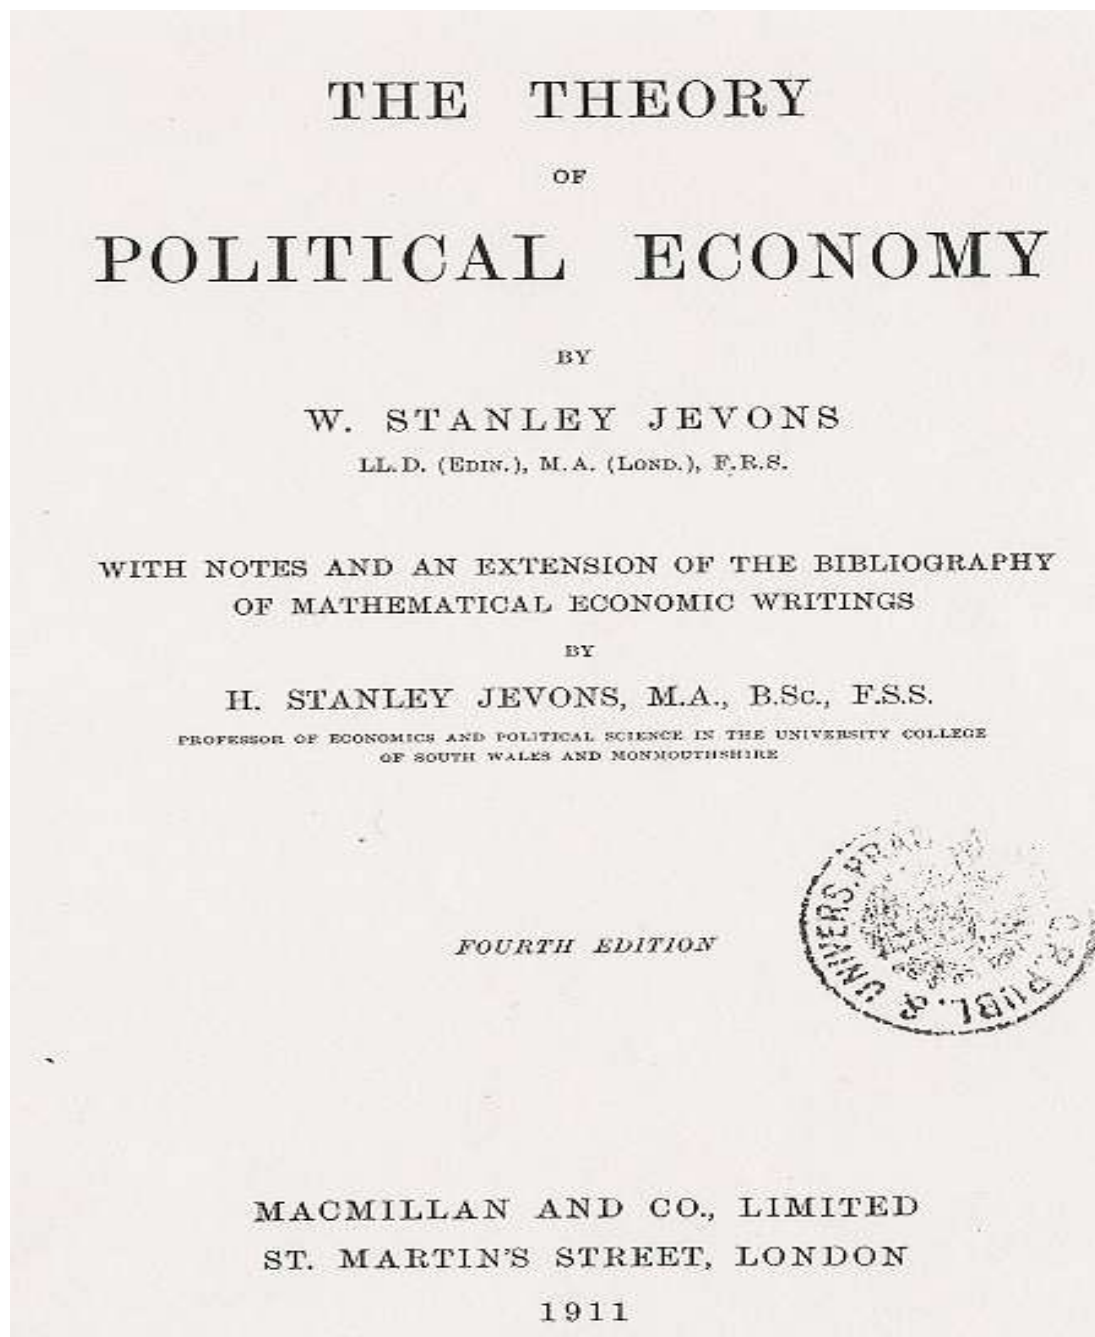 THE THEORY
OF
POLITICAL ECONOMY
BY
W. STANLEY JEVONS
LL.D. (EDIN.), M.A. (LOND.), F.R.S.
WITH NOTES AND AN EXTENSION OF THE BIBLIOGRAPHY
OF MATHEMATICAL ECONOMIC WRITINGS
BY
H. STANLEY JEVONS, M.A., B.Sc., F.S.S.
PROFESSOR OF ECONOMICS AND POLITICAL SCIENCE IN THE UNIVERSITY COLLEGE
OF SOUTH WALES AND MONMOUTHSHIRE
FOURTH EDITION
PUBL. & UNIVERS.
MACMILLAN AND CO., LIMITED
ST. MARTIN'S STREET, LONDON
1911